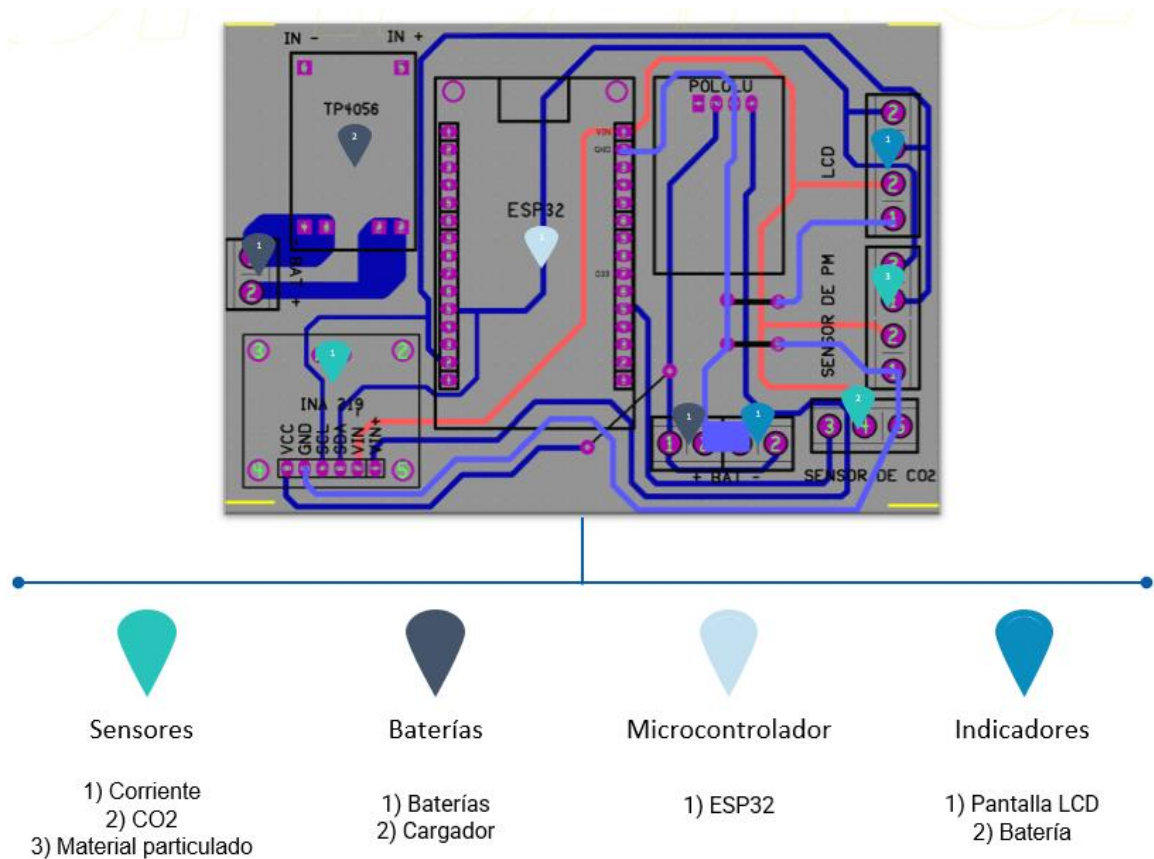 IN - IN +
TP4056
POLOLU
VIN
GND
LCD
ESP32
- BAT +
D33
SENSOR DE PM
INA 219
VCC GND SCL SDA VIN- VIN+
+ BAT -
SENSOR DE CO2
Sensores
1) Corriente
2) CO2
3) Material particulado
Baterías
1) Baterías
2) Cargador
Microcontrolador
1) ESP32
Indicadores
1) Pantalla LCD
2) Batería